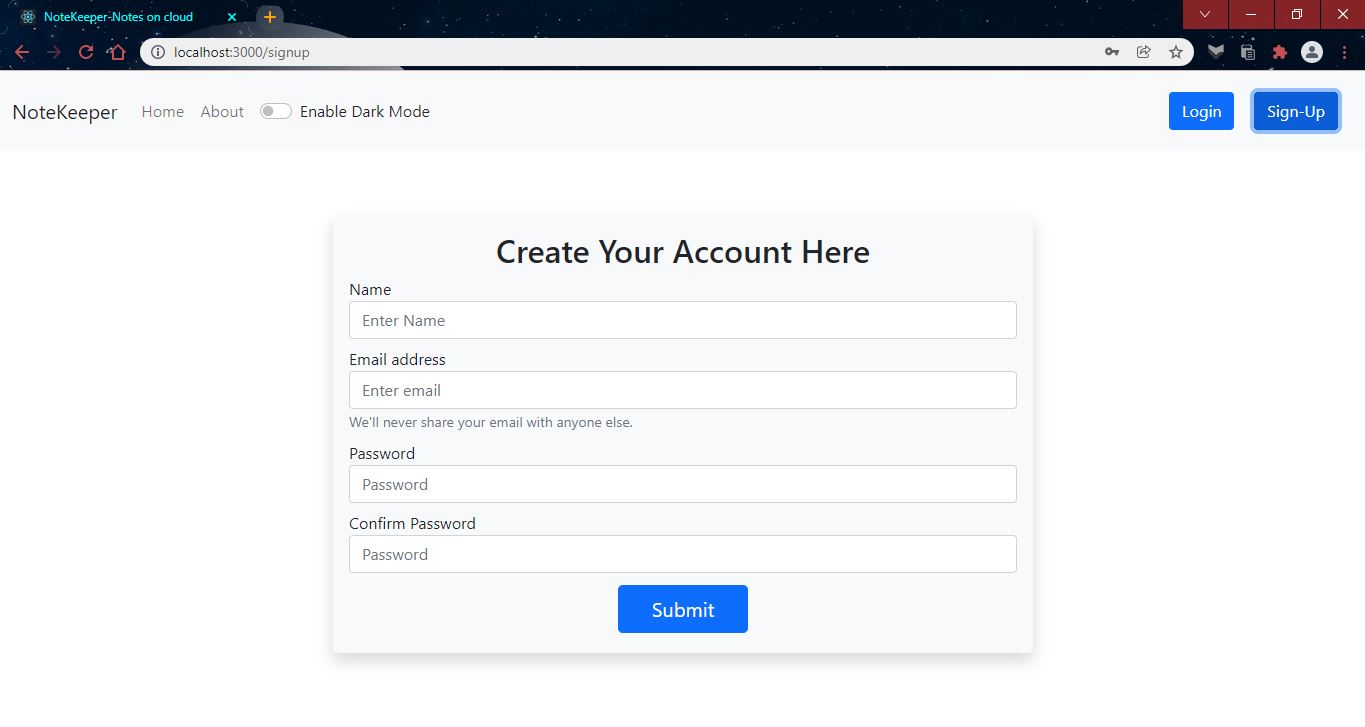 NoteKeeper-Notes on cloud
localhost:3000/signup
NoteKeeper Home About Enable Dark Mode Login Sign-Up
Create Your Account Here
Name
Enter Name
Email address
Enter email
We'll never share your email with anyone else.
Password
Password
Confirm Password
Password
Submit